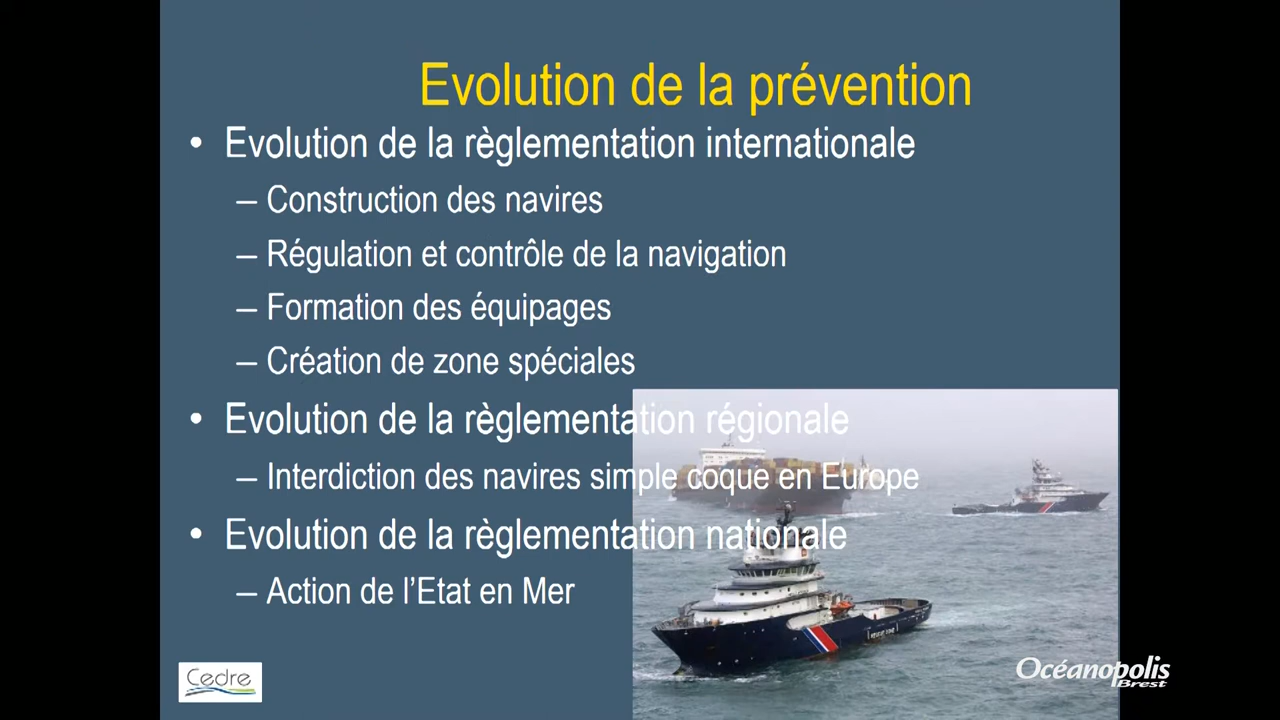 Evolution de la prévention
• Evolution de la règlementation internationale
– Construction des navires
– Régulation et contrôle de la navigation
– Formation des équipages
– Création de zone spéciales
• Evolution de la règlementation régionale
– Interdiction des navires simple coque en Europe
• Evolution de la règlementation nationale
– Action de l’Etat en Mer
Cedre
Océanopolis
Brest